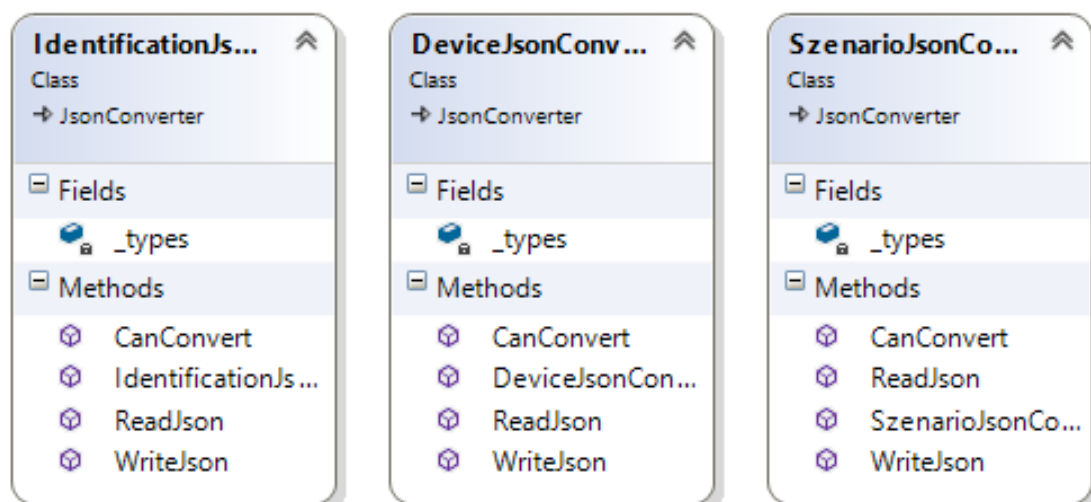 IdentificationJs...
Class
JsonConverter
Fields
_types
Methods
CanConvert
IdentificationJs...
ReadJson
WriteJson
DeviceJsonConv...
Class
JsonConverter
Fields
_types
Methods
CanConvert
DeviceJsonCon...
ReadJson
WriteJson
SzenarioJsonCo...
Class
JsonConverter
Fields
_types
Methods
CanConvert
ReadJson
SzenarioJsonCo...
WriteJson